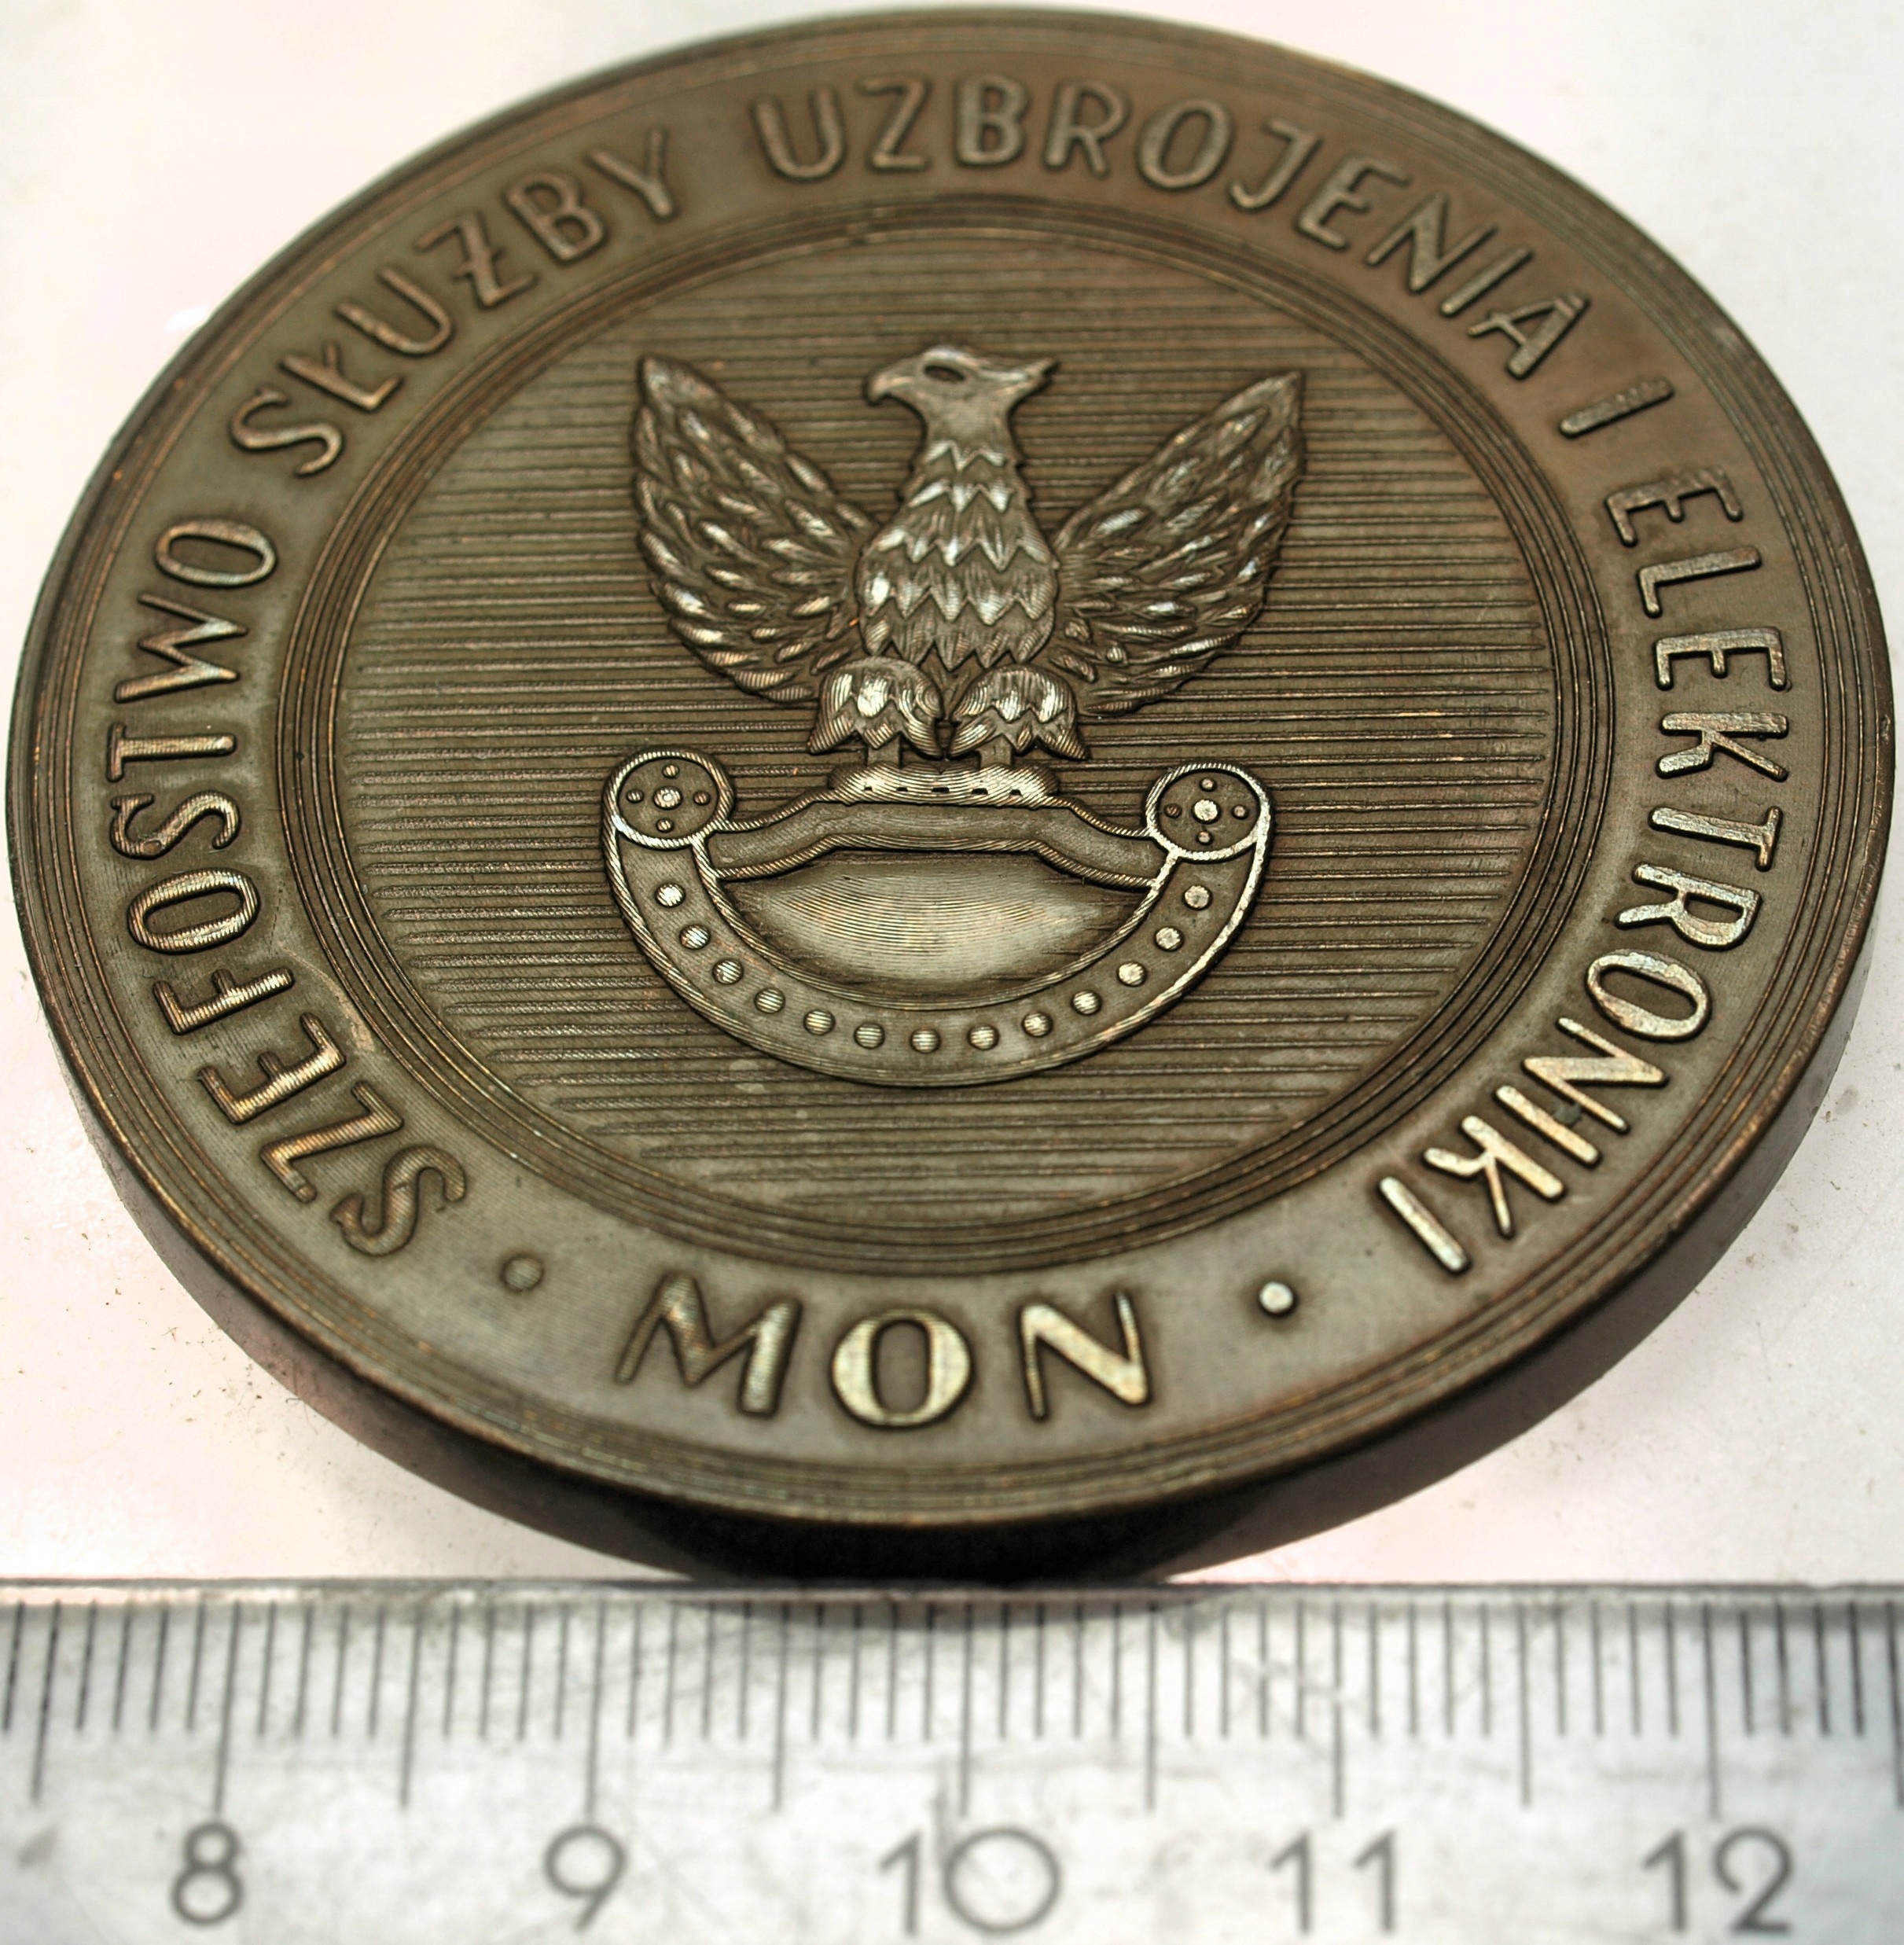 SZEFOSTWO SŁUŻBY UZBROJENIA I ELEKTRONIKI
• MON •
8 9 10 11 12